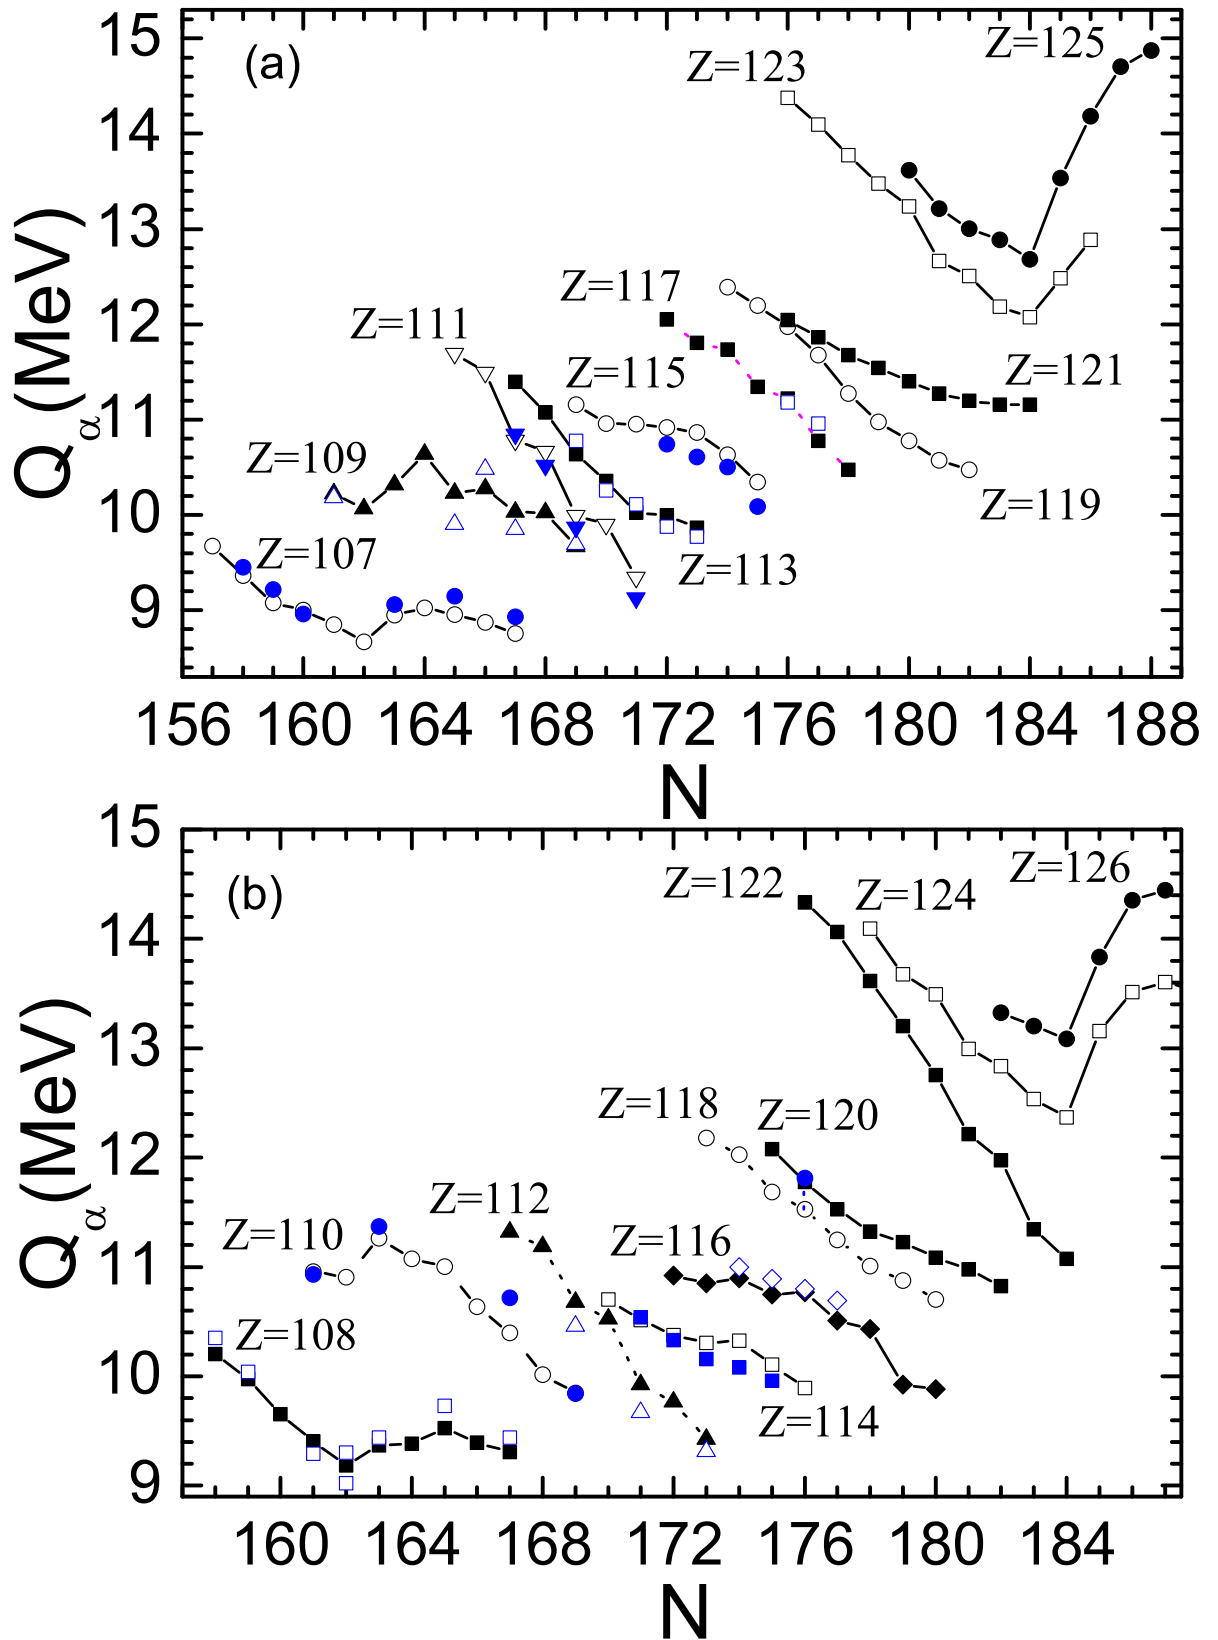 (a)
Z=123
Z=125
Z=117
Z=111
Z=115
Z=121
Z=109
Z=119
Z=107
Z=113
15
14
13
12
11
10
9
Qα (MeV)
156 160 164 168 172 176 180 184 188
N
(b)
Z=126
Z=122
Z=124
Z=118
Z=120
Z=112
Z=110
Z=116
Z=108
Z=114
15
14
13
12
11
10
9
Qα (MeV)
160 164 168 172 176 180 184
N